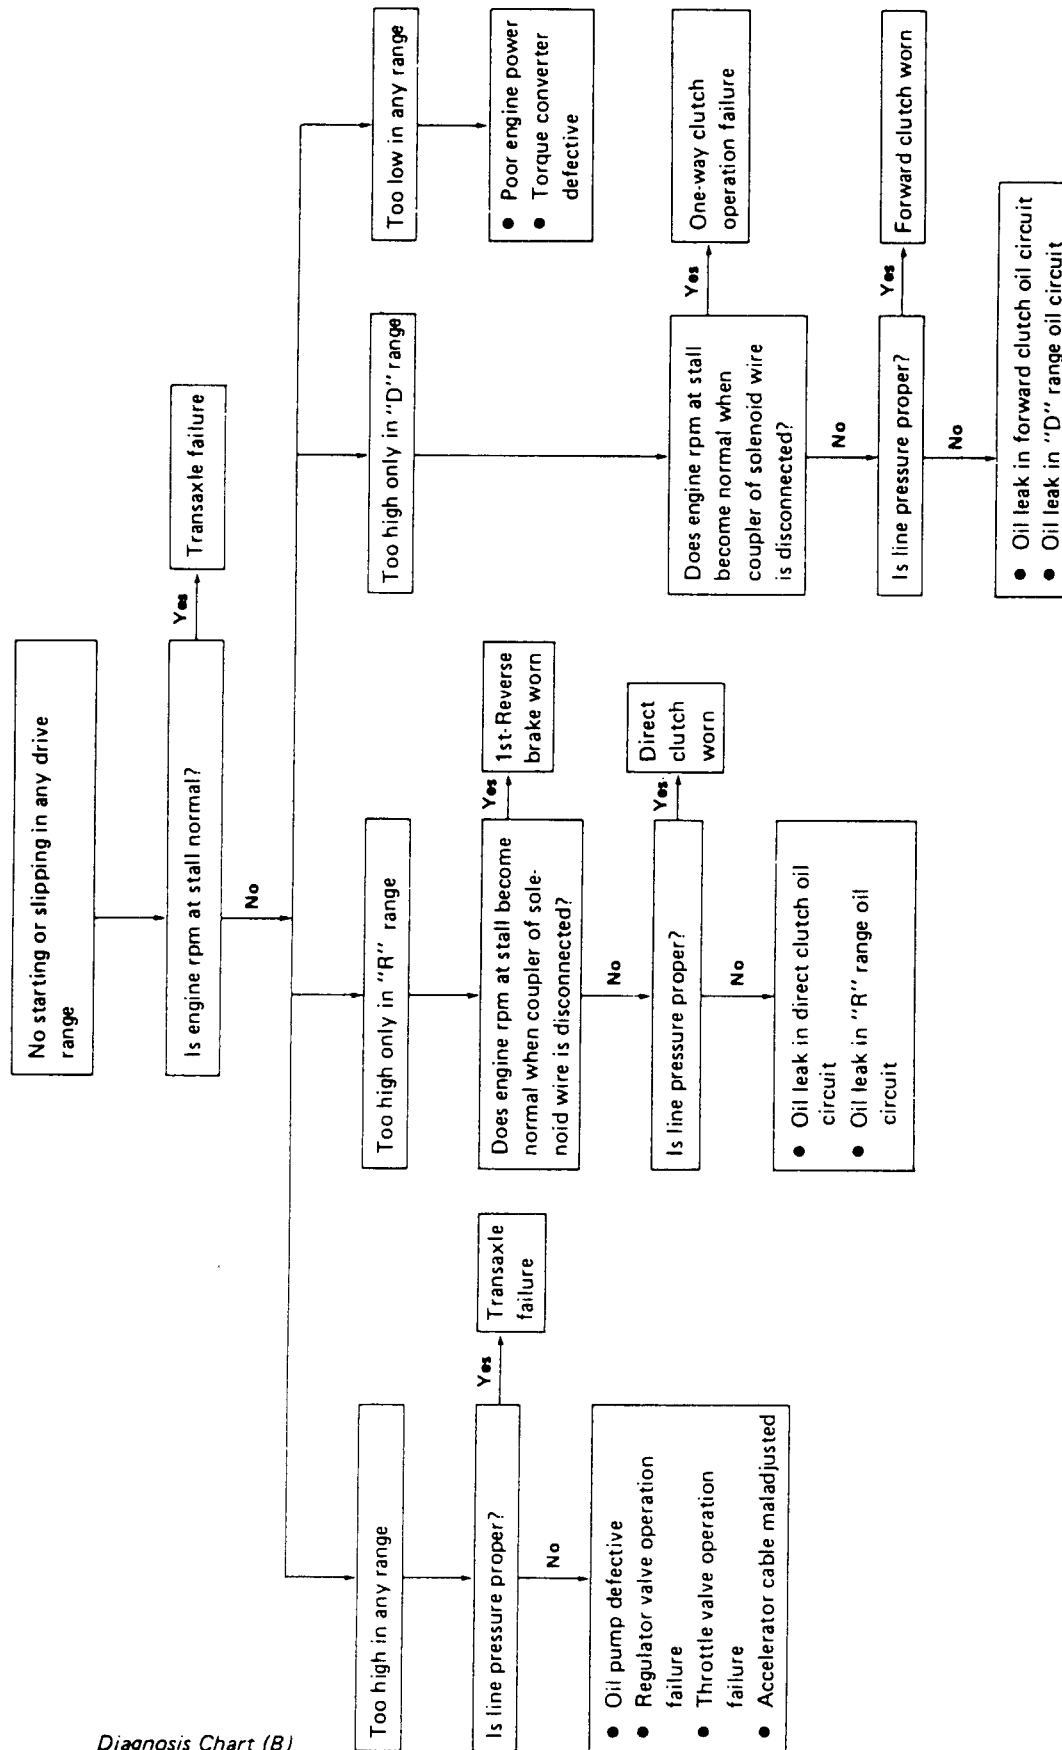 No starting or slipping in any drive
range
Is engine rpm at stall normal?
Yes
Transaxle failure
No
Too high in any range
Is line pressure proper?
Yes
Transaxle
failure
No
● Oil pump defective
● Regulator valve operation
failure
● Throttle valve operation
failure
● Accelerator cable maladjusted
Too high only in "R" range
Does engine rpm at stall become
normal when coupler of sole-
noid wire is disconnected?
Yes
1st-Reverse
brake worn
No
Is line pressure proper?
Yes
Direct
clutch
worn
No
● Oil leak in direct clutch oil
circuit
● Oil leak in "R" range oil
circuit
Too high only in "D" range
Does engine rpm at stall
become normal when
coupler of solenoid wire
is disconnected?
Yes
One-way clutch
operation failure
No
Is line pressure proper?
Yes
Forward clutch worn
No
● Oil leak in forward clutch oil circuit
● Oil leak in "D" range oil circuit
Too low in any range
● Poor engine power
● Torque converter
defective
Diagnosis Chart (B)